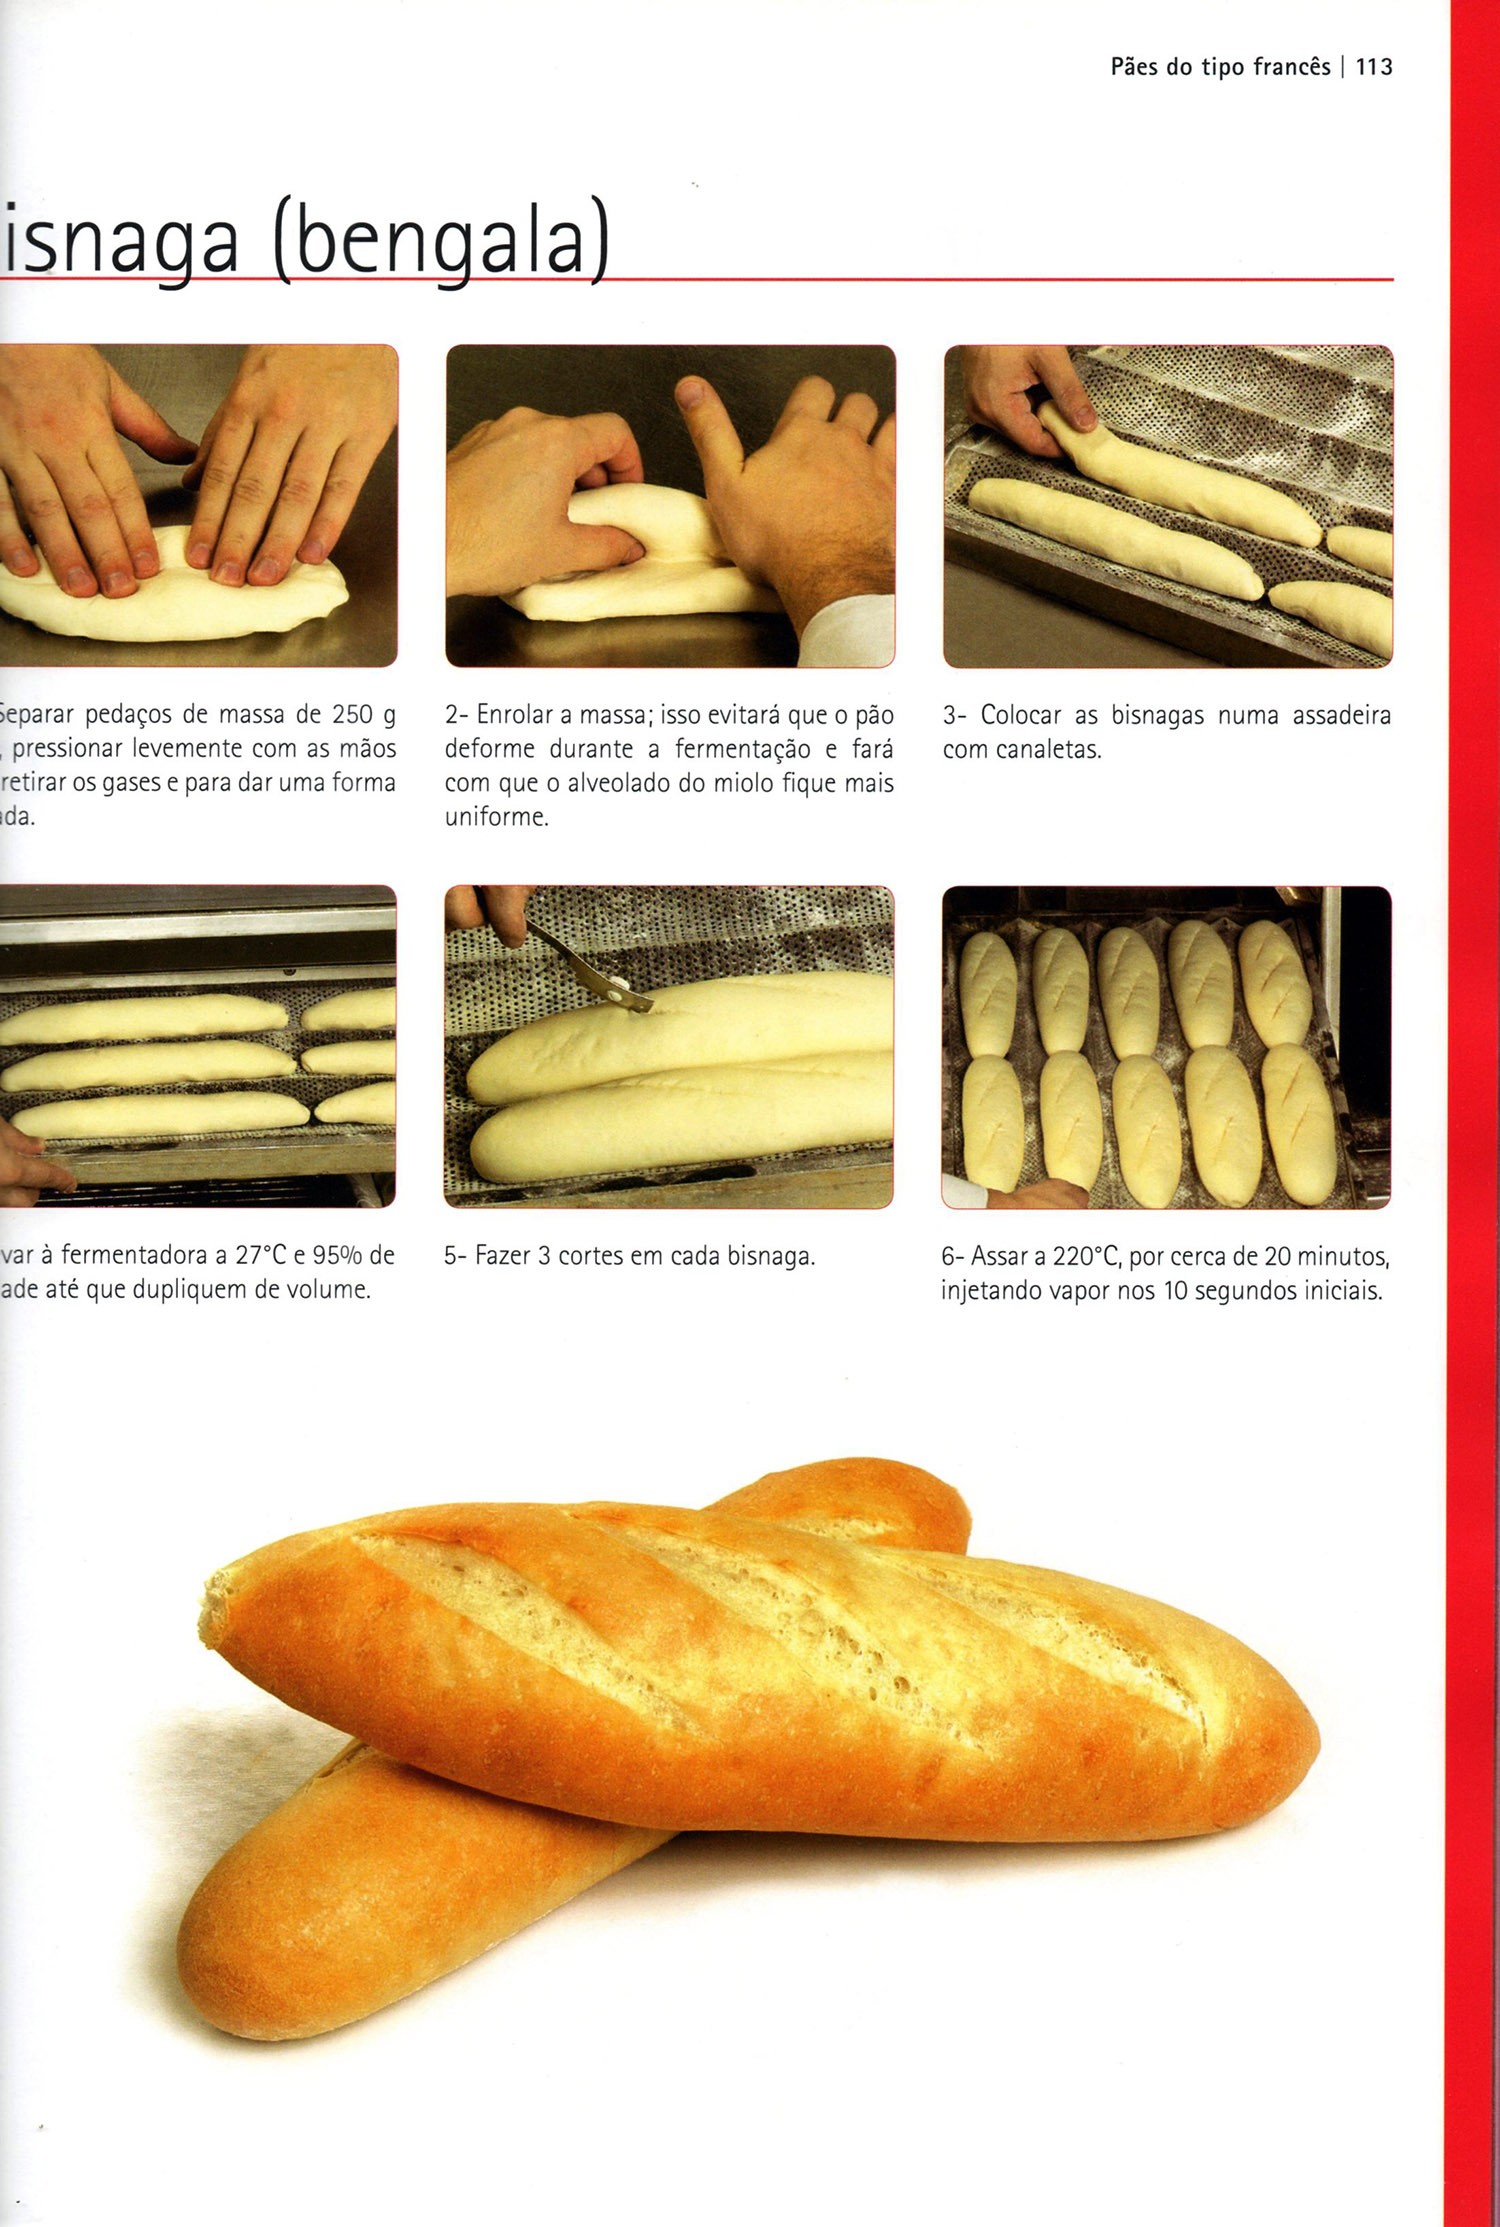 Pães do tipo francês | 113
isnaga (bengala)
Separar pedaços de massa de 250 g
, pressionar levemente com as mãos
retirar os gases e para dar uma forma
ada.
2- Enrolar a massa; isso evitará que o pão
deforme durante a fermentação e fará
com que o alveolado do miolo fique mais
uniforme.
3- Colocar as bisnagas numa assadeira
com canaletas.
var à fermentadora a 27°C e 95% de
ade até que dupliquem de volume.
5- Fazer 3 cortes em cada bisnaga.
6- Assar a 220°C, por cerca de 20 minutos,
injetando vapor nos 10 segundos iniciais.